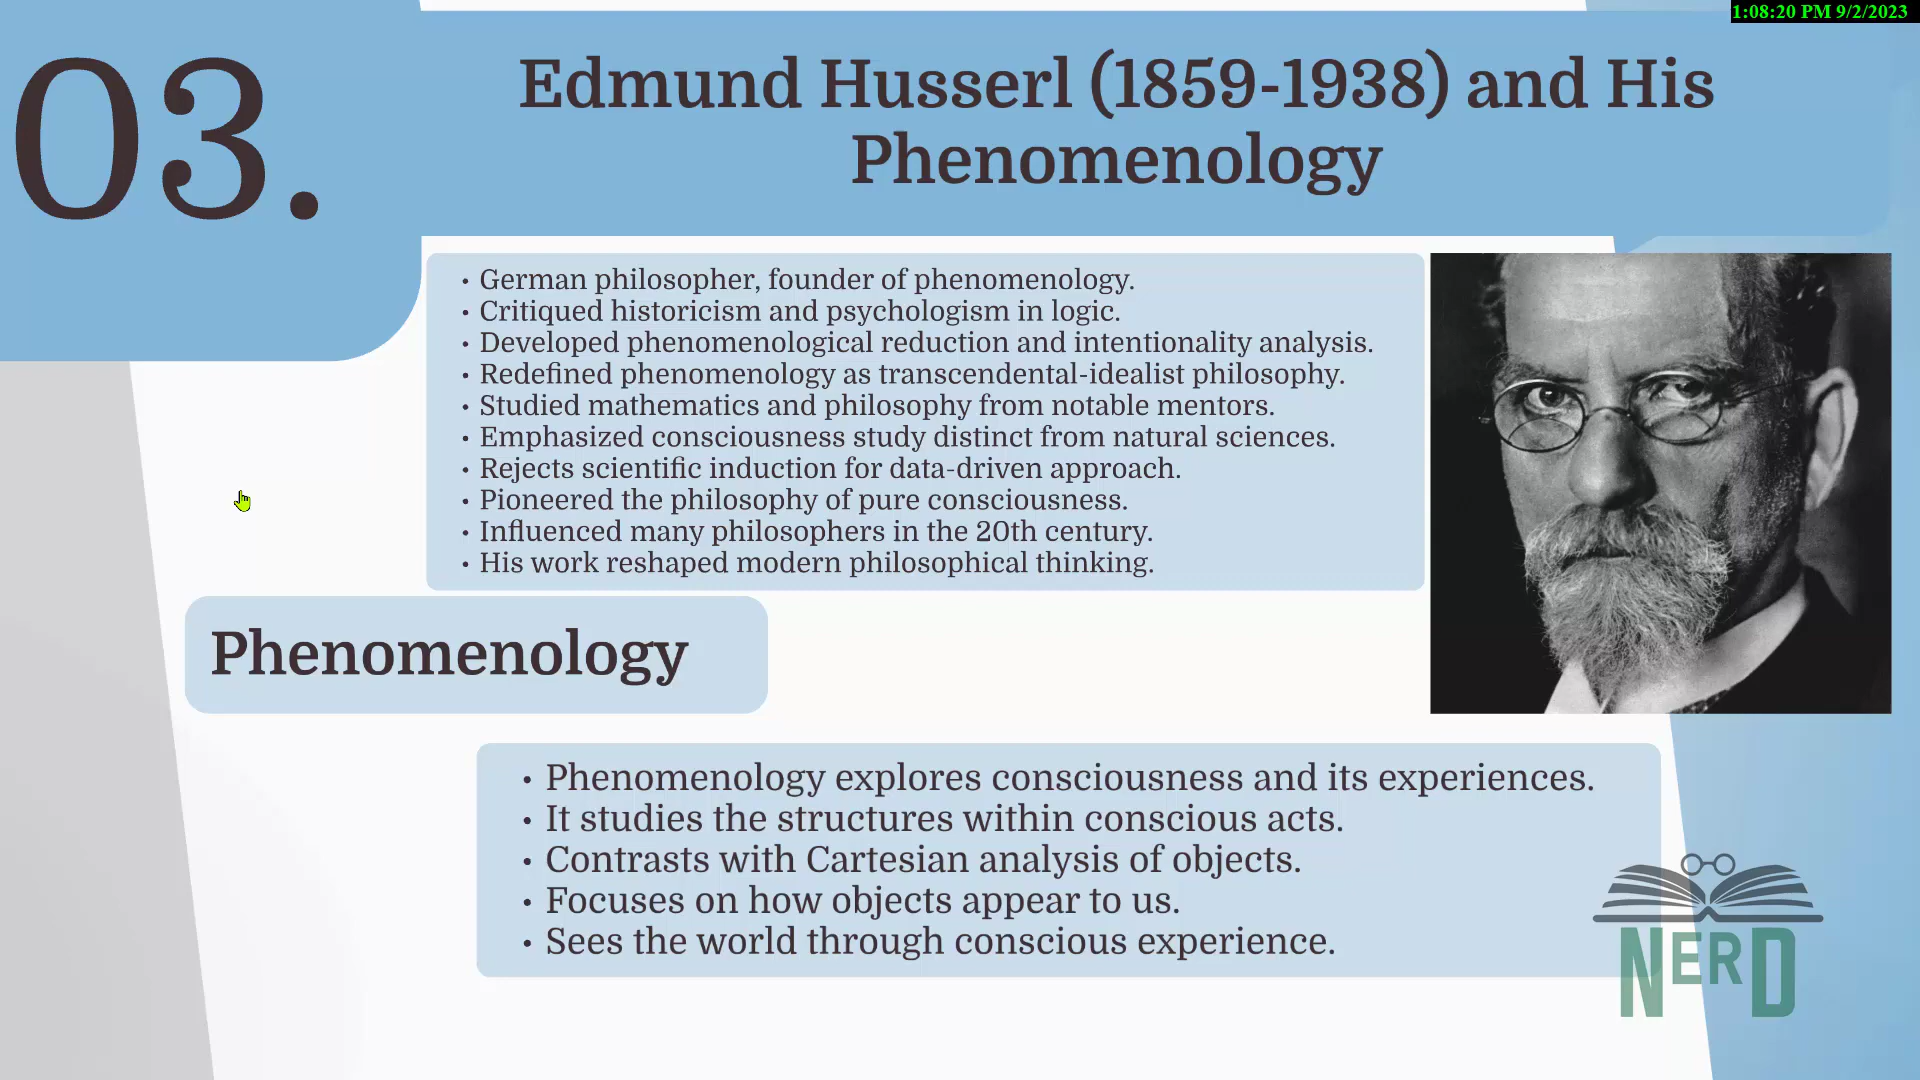 1:08:20 PM 9/2/2023
03.
Edmund Husserl (1859-1938) and His
Phenomenology
• German philosopher, founder of phenomenology.
• Critiqued historicism and psychologism in logic.
• Developed phenomenological reduction and intentionality analysis.
• Redefined phenomenology as transcendental-idealist philosophy.
• Studied mathematics and philosophy from notable mentors.
• Emphasized consciousness study distinct from natural sciences.
• Rejects scientific induction for data-driven approach.
• Pioneered the philosophy of pure consciousness.
• Influenced many philosophers in the 20th century.
• His work reshaped modern philosophical thinking.
Phenomenology
• Phenomenology explores consciousness and its experiences.
• It studies the structures within conscious acts.
• Contrasts with Cartesian analysis of objects.
• Focuses on how objects appear to us.
• Sees the world through conscious experience.
NERD